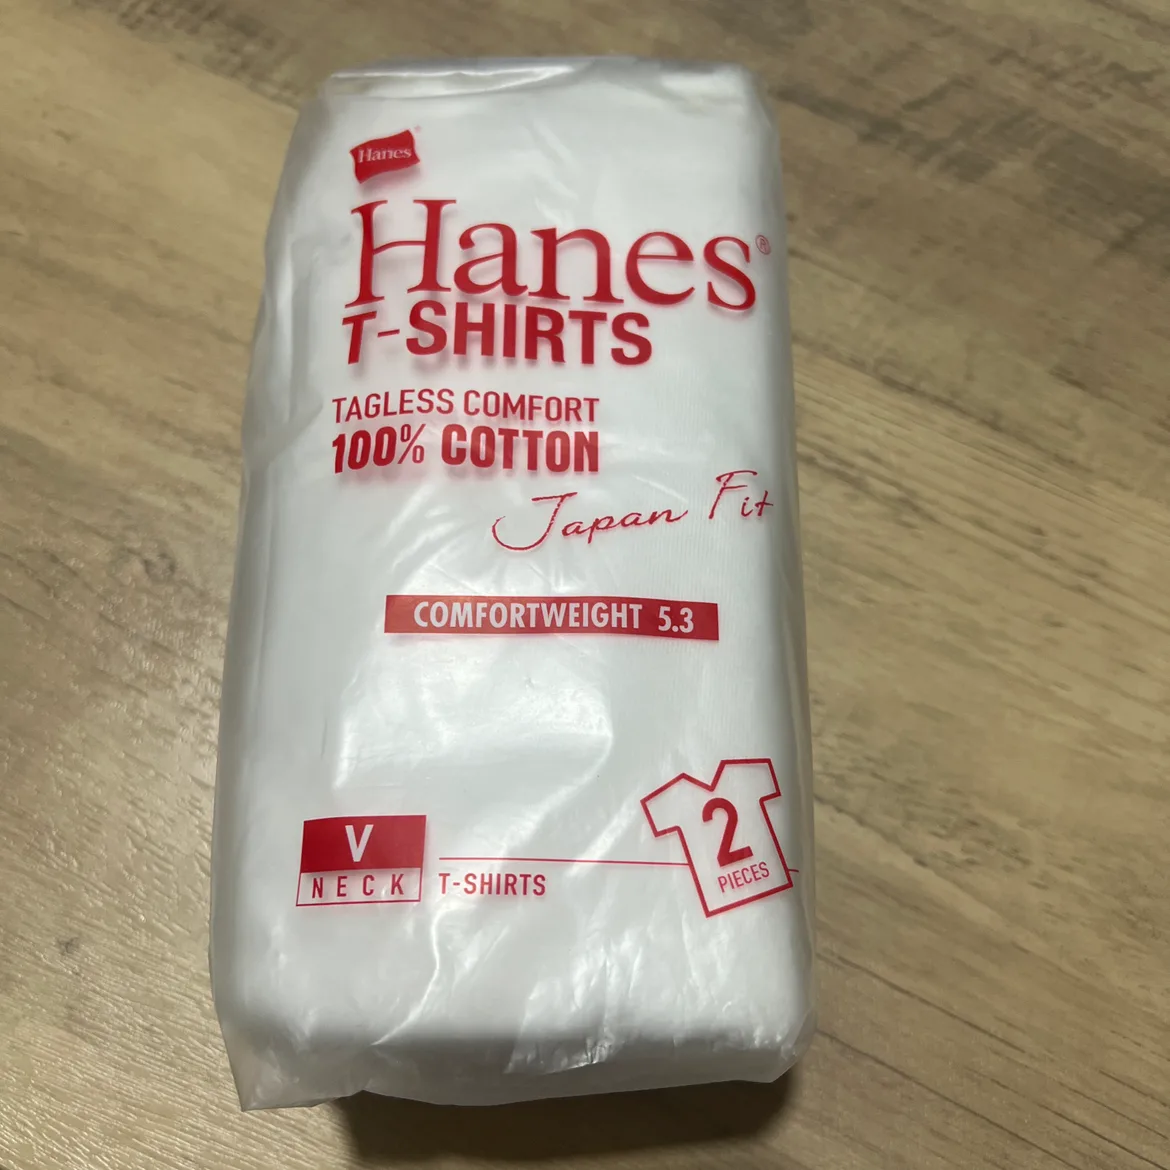 Hanes
Hanes®
T-SHIRTS
TAGLESS COMFORT
100% COTTON
Japan Fit
COMFORTWEIGHT 5.3
V
NECK
T-SHIRTS
2
PIECES